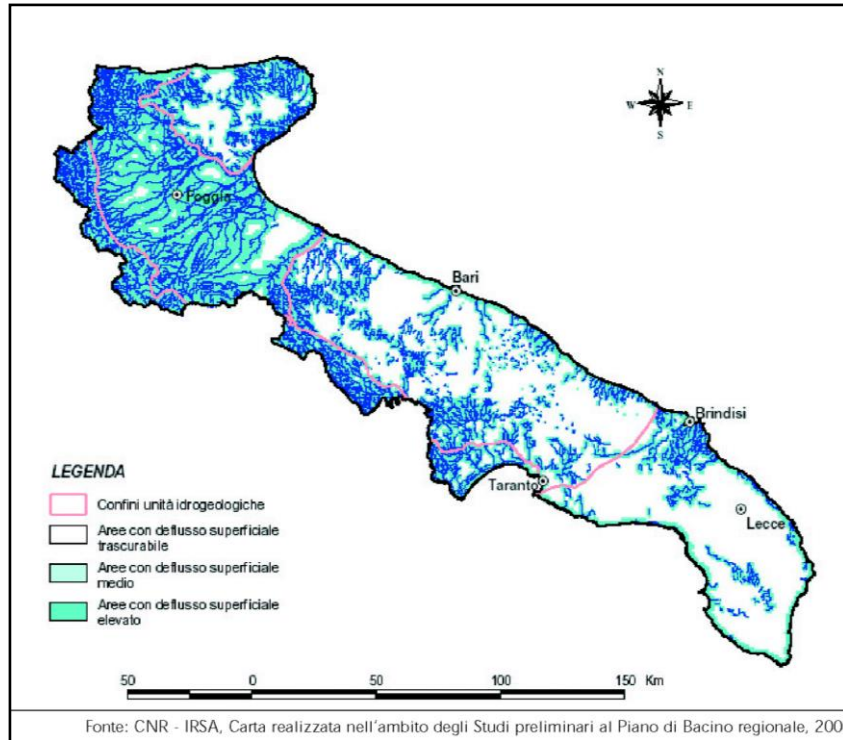 N
W E
S
Foggia
Bari
Brindisi
Taranto
Lecce
LEGENDA
Confini unità idrogeologiche
Aree con deflusso superficiale
trascurabile
Aree con deflusso superficiale
medio
Aree con deflusso superficiale
elevato
50 0 50 100 150 Km
Fonte: CNR - IRSA, Carta realizzata nell'ambito degli Studi preliminari al Piano di Bacino regionale, 200